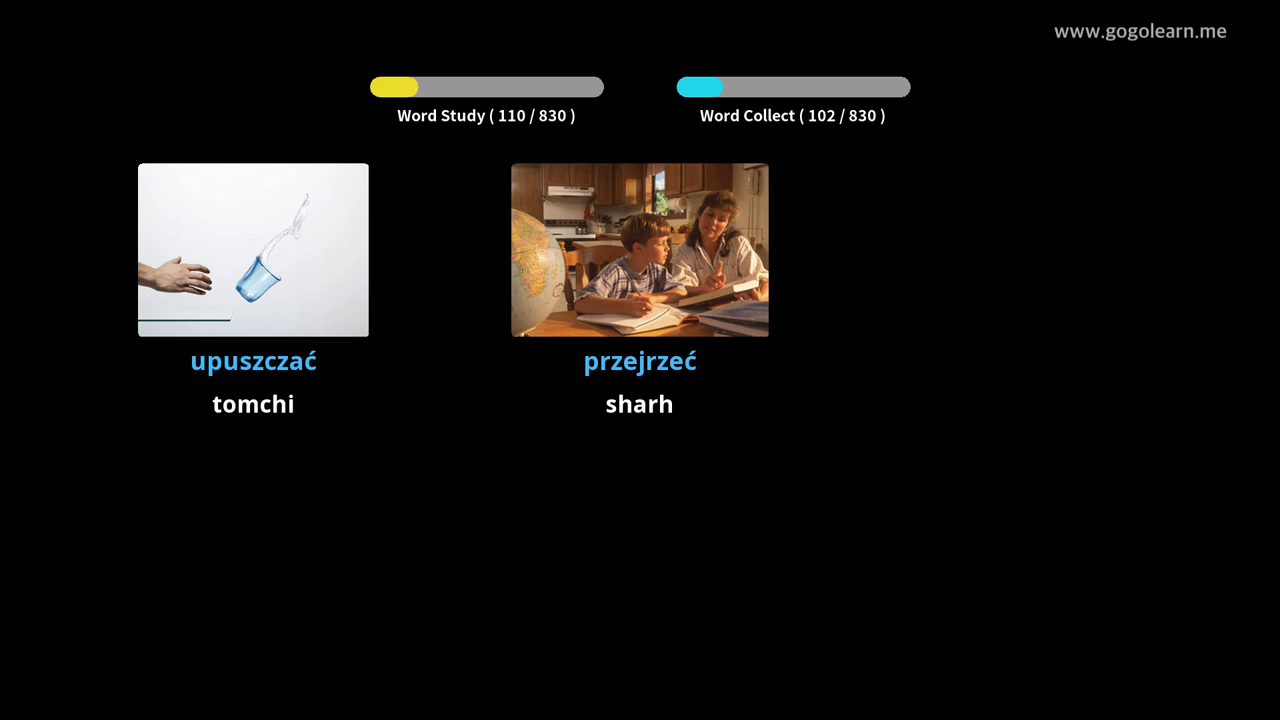 www.gogolearn.me
Word Study ( 110 / 830 )
Word Collect ( 102 / 830 )
upuszczać
przejrzeć
tomchi
sharh